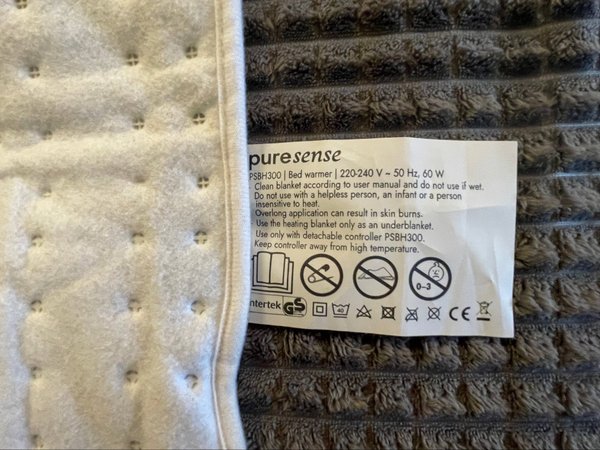 puresense
PSBH300 | Bed warmer | 220-240 V ~ 50 Hz, 60 W
Clean blanket according to user manual and do not use if wet.
Do not use with a helpless person, an infant or a person
insensitive to heat.
Overlong application can result in skin burns.
Use the heating blanket only as an underblanket.
Use only with detachable controller PSBH300.
Keep controller away from high temperature.
0-3
intertek GS 40 CE